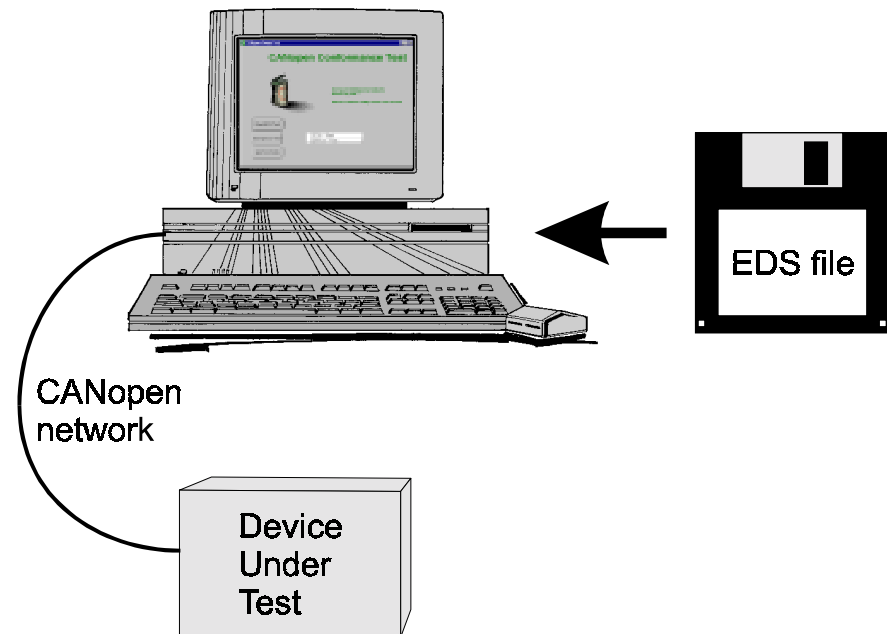 CANopen Conformance Test
EDS file
CANopen
network
Device
Under
Test